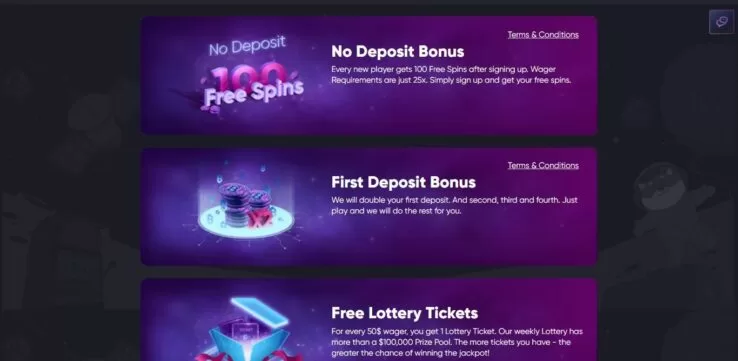 Terms & Conditions
No Deposit
100
Free Spins
No Deposit Bonus
Every new player gets 100 Free Spins after signing up. Wager
Requirements are just 25x. Simply sign up and get your free spins.
Terms & Conditions
First Deposit Bonus
We will double your first deposit. And second, third and fourth. Just
play and we will do the rest for you.
Free Lottery Tickets
For every 50$ wager, you get 1 Lottery Ticket. Our weekly Lottery has
more than a $100,000 Prize Pool. The more tickets you have - the
greater the chance of winning the jackpot!